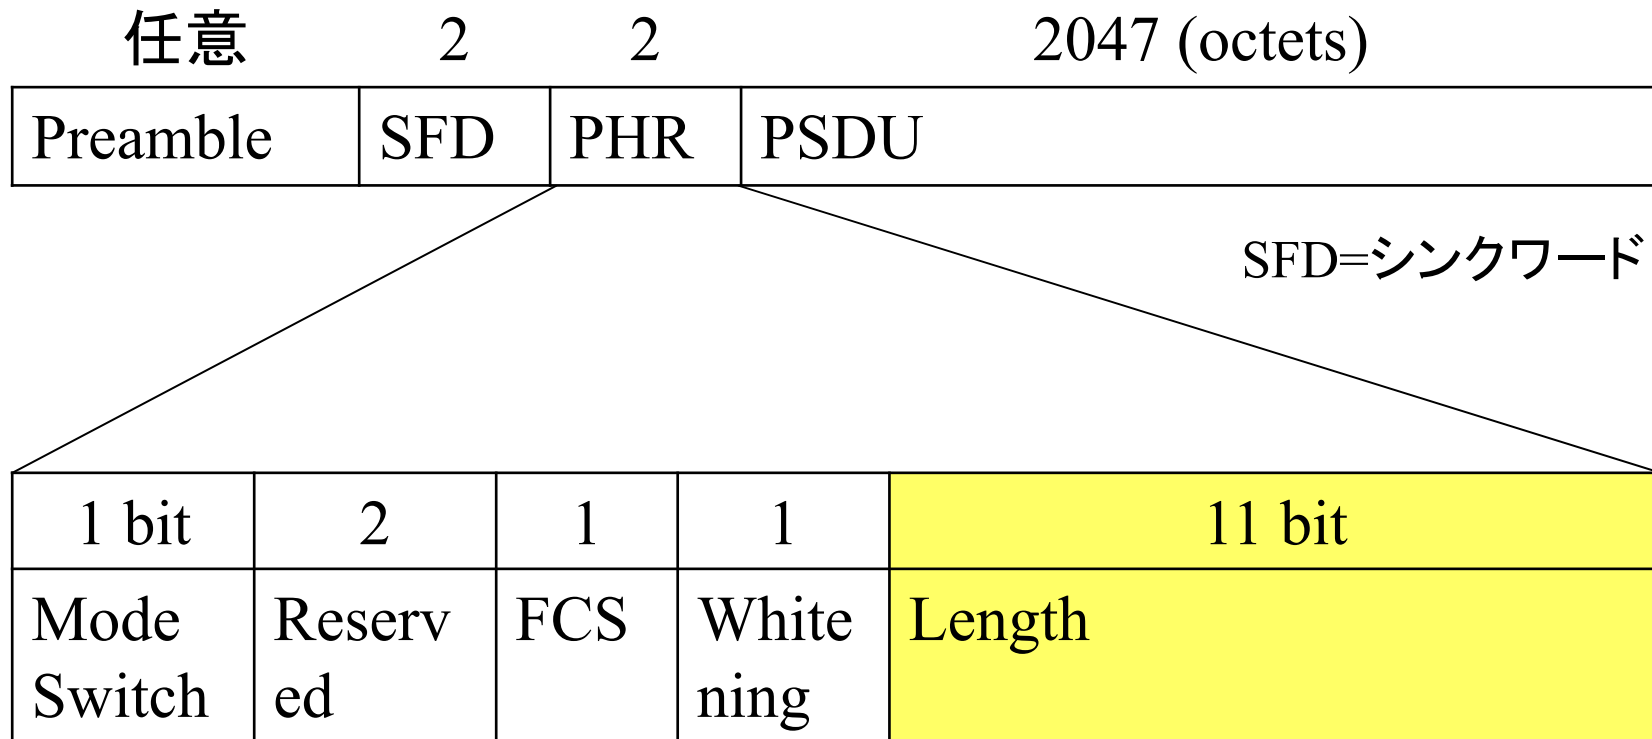 任意 2 2 2047 (octets)
Preamble SFD PHR PSDU
SFD=シンクワード
1 bit 2 1 1 11 bit
Mode Reserv FCS White Length
Switch ed ning